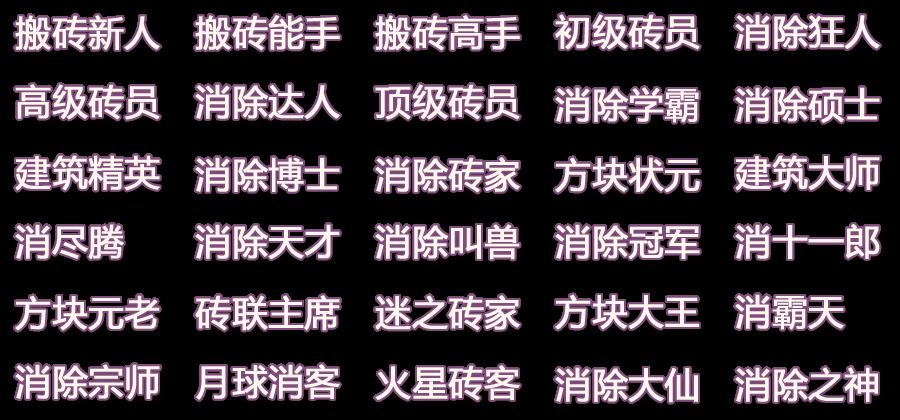 搬砖新人 搬砖能手 搬砖高手 初级砖员 消除狂人
高级砖员 消除达人 顶级砖员 消除学霸 消除硕士
建筑精英 消除博士 消除砖家 方块状元 建筑大师
消尽腾 消除天才 消除叫兽 消除冠军 消十一郎
方块元老 砖联主席 迷之砖家 方块大王 消霸天
消除宗师 月球消客 火星砖客 消除大仙 消除之神